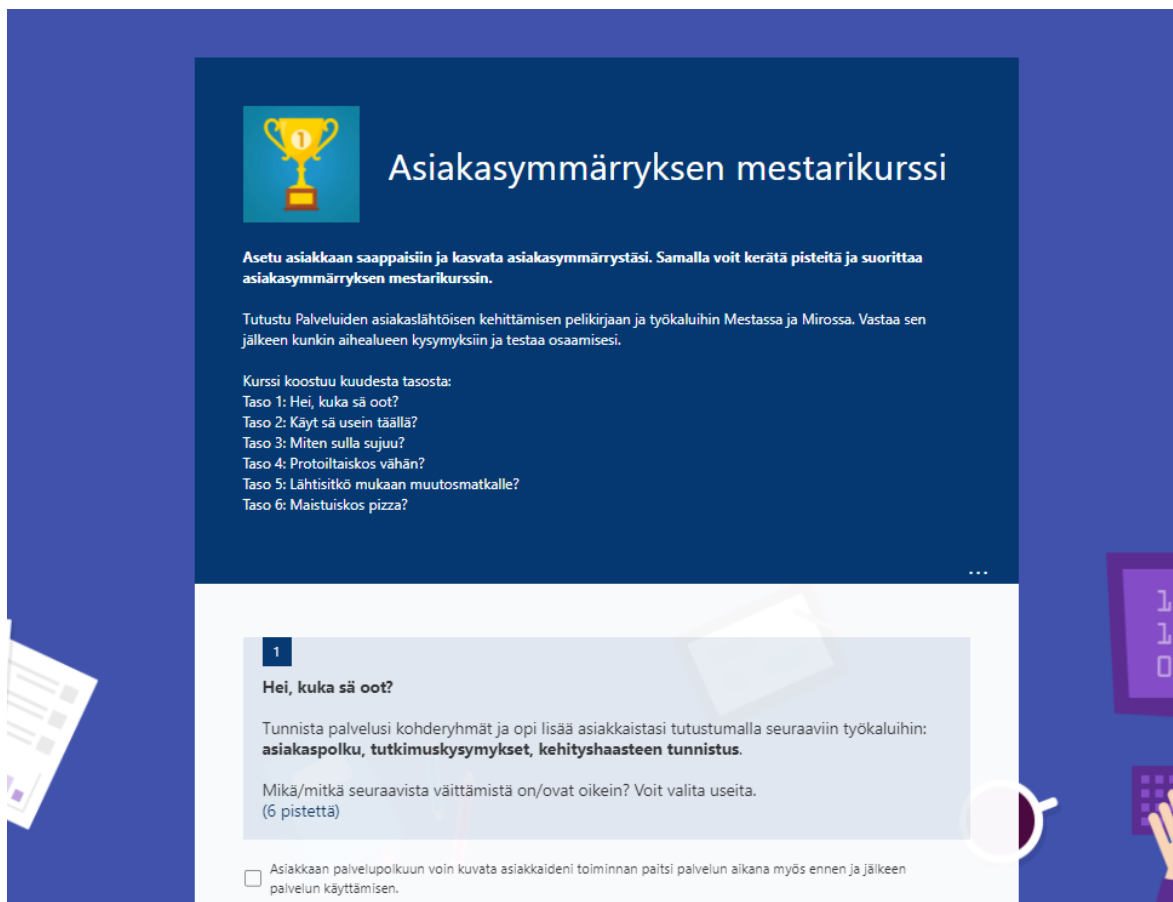 1
Asiakasymmärryksen mestarikurssi
Asetu asiakkaan saappaisiin ja kasvata asiakasymmärrystäsi. Samalla voit kerätä pisteitä ja suorittaa
asiakasymmärryksen mestarikurssin.
Tutustu Palveluiden asiakaslähtöisen kehittämisen pelikirjaan ja työkaluihin Mestassa ja Mirossa. Vastaa sen
jälkeen kunkin aihealueen kysymyksiin ja testaa osaamisesi.
Kurssi koostuu kuudesta tasosta:
Taso 1: Hei, kuka sä oot?
Taso 2: Käyt sä usein täällä?
Taso 3: Miten sulla sujuu?
Taso 4: Protoiltaiskos vähän?
Taso 5: Lähtisitkö mukaan muutosmatkalle?
Taso 6: Maistuiskos pizza?
...
1
Hei, kuka sä oot?
Tunnista palvelusi kohderyhmät ja opi lisää asiakkaistasi tutustumalla seuraaviin työkaluihin:
asiakaspolku, tutkimuskysymykset, kehityshaasteen tunnistus.
Mikä/mitkä seuraavista väittämistä on/ovat oikein? Voit valita useita.
(6 pistettä)
Asiakkaan palvelupolkuun voin kuvata asiakkaideni toiminnan paitsi palvelun aikana myös ennen ja jälkeen
palvelun käyttämisen.
1
1
0